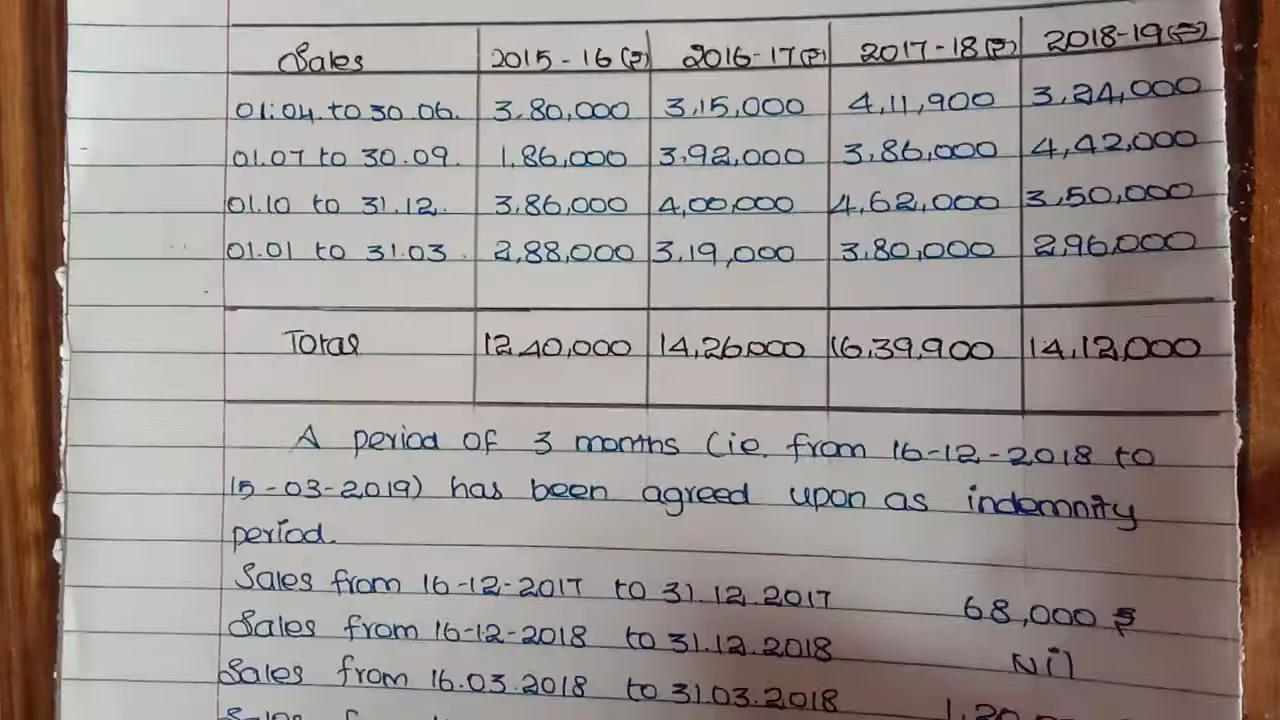 Sales 2015-16(₹) 2016-17(₹) 2017-18(₹) 2018-19(₹)
01.04. to 30.06. 3,80,000 3,15,000 4,11,900 3,24,000
01.07 to 30.09. 1,86,000 3,92,000 3,86,000 4,42,000
01.10 to 31.12. 3,86,000 4,00,000 4,62,000 3,50,000
01.01 to 31.03. 2,88,000 3,19,000 3,80,000 2,96,000
Total 12,40,000 14,26,000 16,39,900 14,12,000
A period of 3 months (ie. from 16-12-2018 to
15-03-2019) has been agreed upon as indemnity
period.
Sales from 16-12-2017 to 31.12.2017 68,000 ₹
Sales from 16-12-2018 to 31.12.2018 Nil
Sales from 16.03.2018 to 31.03.2018